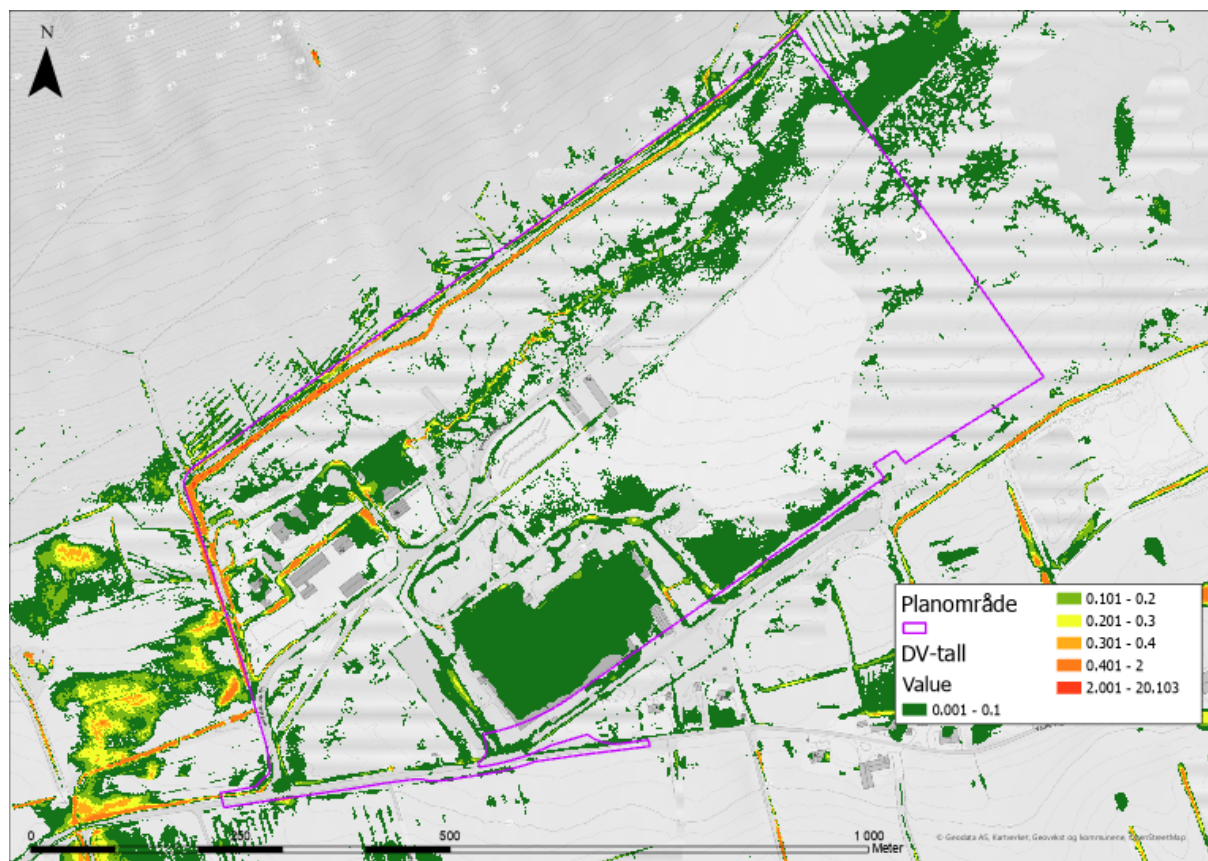 N
Planområde
DV-tall
Value
0.001 - 0.1
0.101 - 0.2
0.201 - 0.3
0.301 - 0.4
0.401 - 2
2.001 - 20.103
5
0 250 500 1 000
Meter
© Geodata AS, Kartverket, Geovekst og kommunene, OpenStreetMap